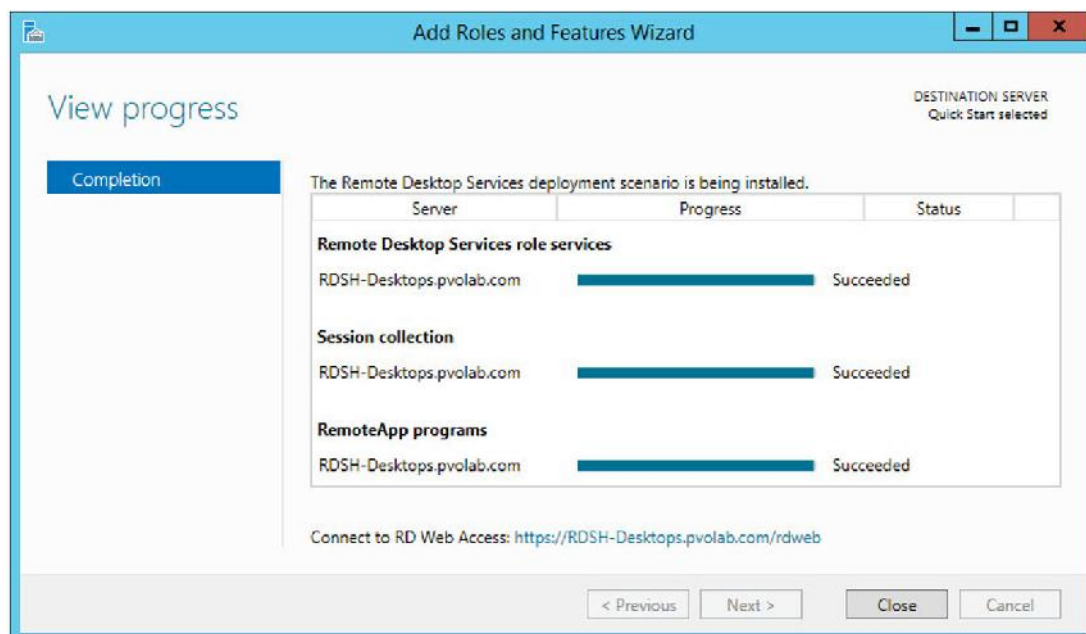 Add Roles and Features Wizard
View progress
DESTINATION SERVER
Quick Start selected
Completion
The Remote Desktop Services deployment scenario is being installed.
Server Progress Status
Remote Desktop Services role services
RDSH-Desktops.pvolab.com Succeeded
Session collection
RDSH-Desktops.pvolab.com Succeeded
RemoteApp programs
RDSH-Desktops.pvolab.com Succeeded
Connect to RD Web Access: https://RDSH-Desktops.pvolab.com/rdweb
< Previous Next > Close Cancel